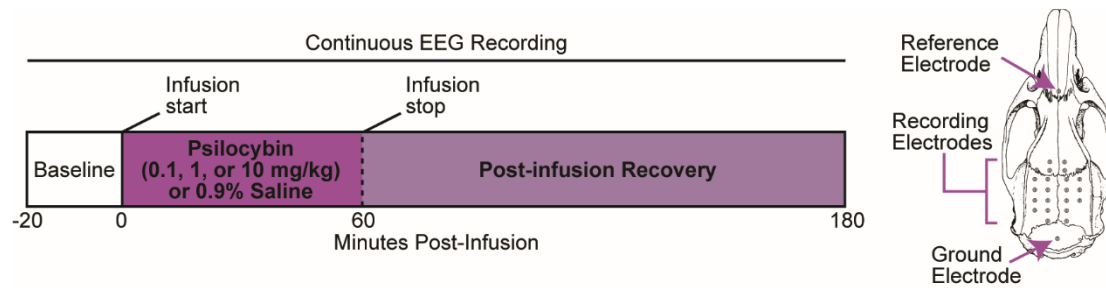 Continuous EEG Recording
Infusion
start
Infusion
stop
Baseline
Psilocybin
(0.1, 1, or 10 mg/kg)
or 0.9% Saline
Post-infusion Recovery
-20
0
60
180
Minutes Post-Infusion
Reference
Electrode
Recording
Electrodes
Ground
Electrode